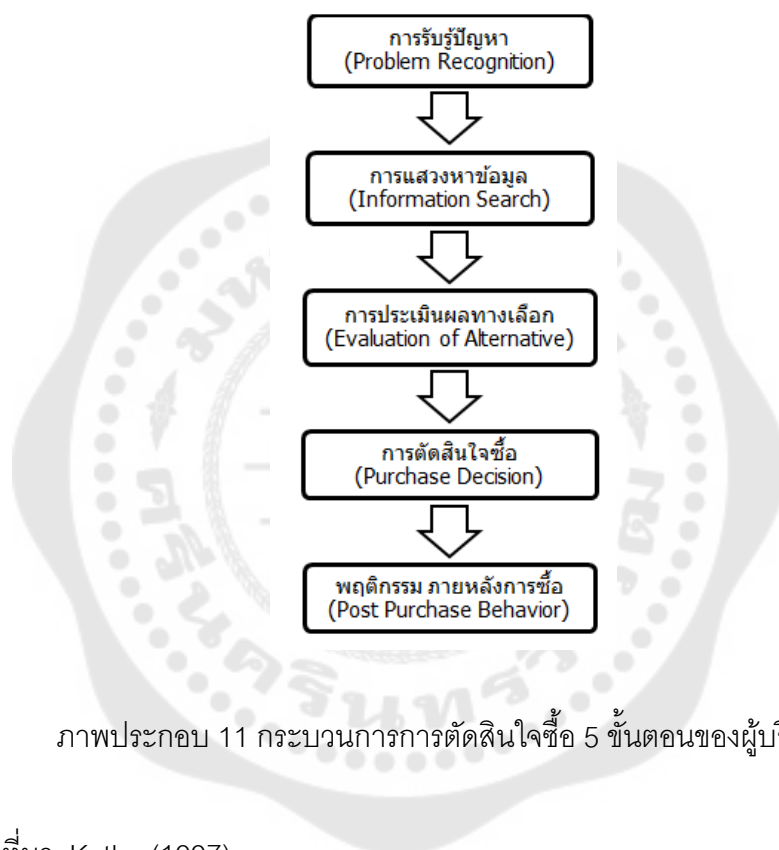 การรับรู้ปัญหา
(Problem Recognition)
การแสวงหาข้อมูล
(Information Search)
การประเมินผลทางเลือก
(Evaluation of Alternative)
การตัดสินใจซื้อ
(Purchase Decision)
พฤติกรรม ภายหลังการซื้อ
(Post Purchase Behavior)
ภาพประกอบ 11 กระบวนการการตัดสินใจซื้อ 5 ขั้นตอนของผู้บริ